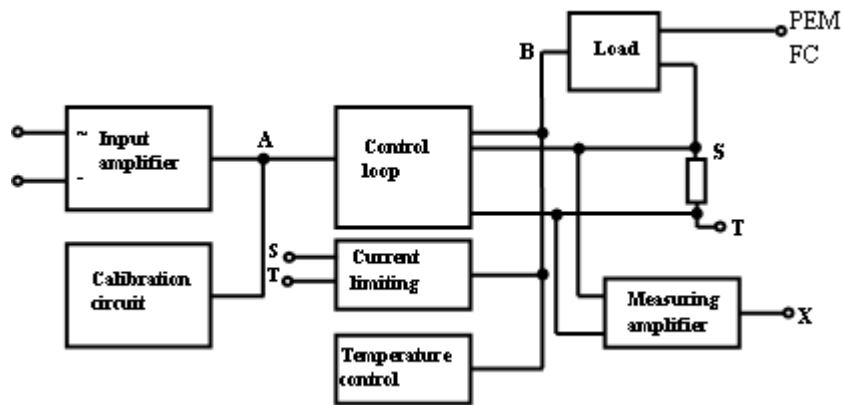 PEM
FC
B
Load
A
~ Input
amplifier
-
Control
loop
S
T
Calibration
circuit
S
T
Current
limiting
Measuring
amplifier
X
Temperature
control